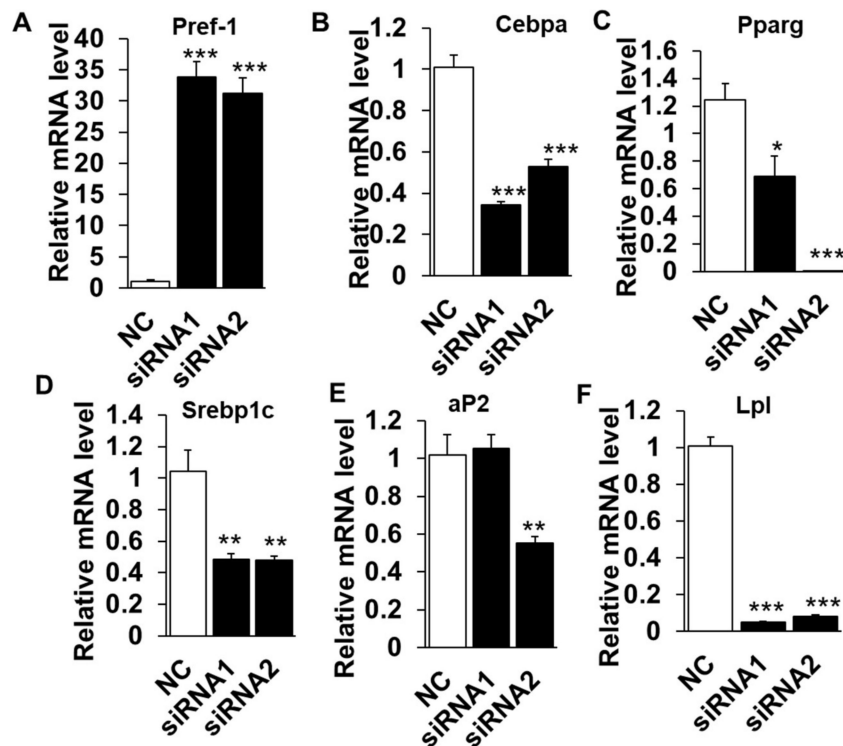 A
Pref-1
Relative mRNA level
40
35
30
25
20
15
10
5
0
***
***
NC
siRNA1
siRNA2
B
Cebpa
Relative mRNA level
1.2
1
0.8
0.6
0.4
0.2
0
***
***
NC
siRNA1
siRNA2
C
Pparg
Relative mRNA level
1.6
1.4
1.2
1
0.8
0.6
0.4
0.2
0
*
***
NC
siRNA1
siRNA2
D
Srebp1c
Relative mRNA level
1.4
1.2
1
0.8
0.6
0.4
0.2
0
**
**
NC
siRNA1
siRNA2
E
aP2
Relative mRNA level
1.2
1
0.8
0.6
0.4
0.2
0
**
NC
siRNA1
siRNA2
F
Lpl
Relative mRNA level
1.2
1
0.8
0.6
0.4
0.2
0
***
***
NC
siRNA1
siRNA2